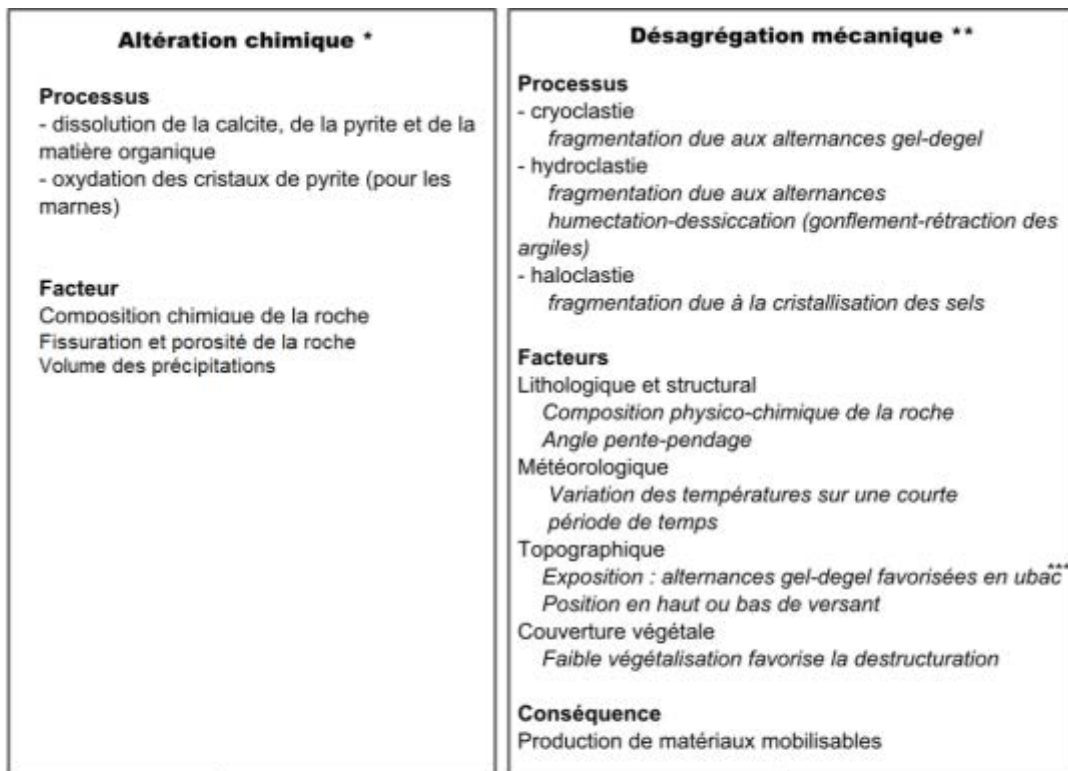 Altération chimique *
Processus
- dissolution de la calcite, de la pyrite et de la
matière organique
- oxydation des cristaux de pyrite (pour les
marnes)
Facteur
Composition chimique de la roche
Fissuration et porosité de la roche
Volume des précipitations
Désagrégation mécanique **
Processus
- cryoclastie
fragmentation due aux alternances gel-degel
- hydroclastie
fragmentation due aux alternances
humectation-dessiccation (gonflement-rétraction des
argiles)
- haloclastie
fragmentation due à la cristallisation des sels
Facteurs
Lithologique et structural
Composition physico-chimique de la roche
Angle pente-pendage
Météorologique
Variation des températures sur une courte
période de temps
Topographique
Exposition : alternances gel-degel favorisées en ubac***
Position en haut ou bas de versant
Couverture végétale
Faible végétalisation favorise la destructuration
Conséquence
Production de matériaux mobilisables